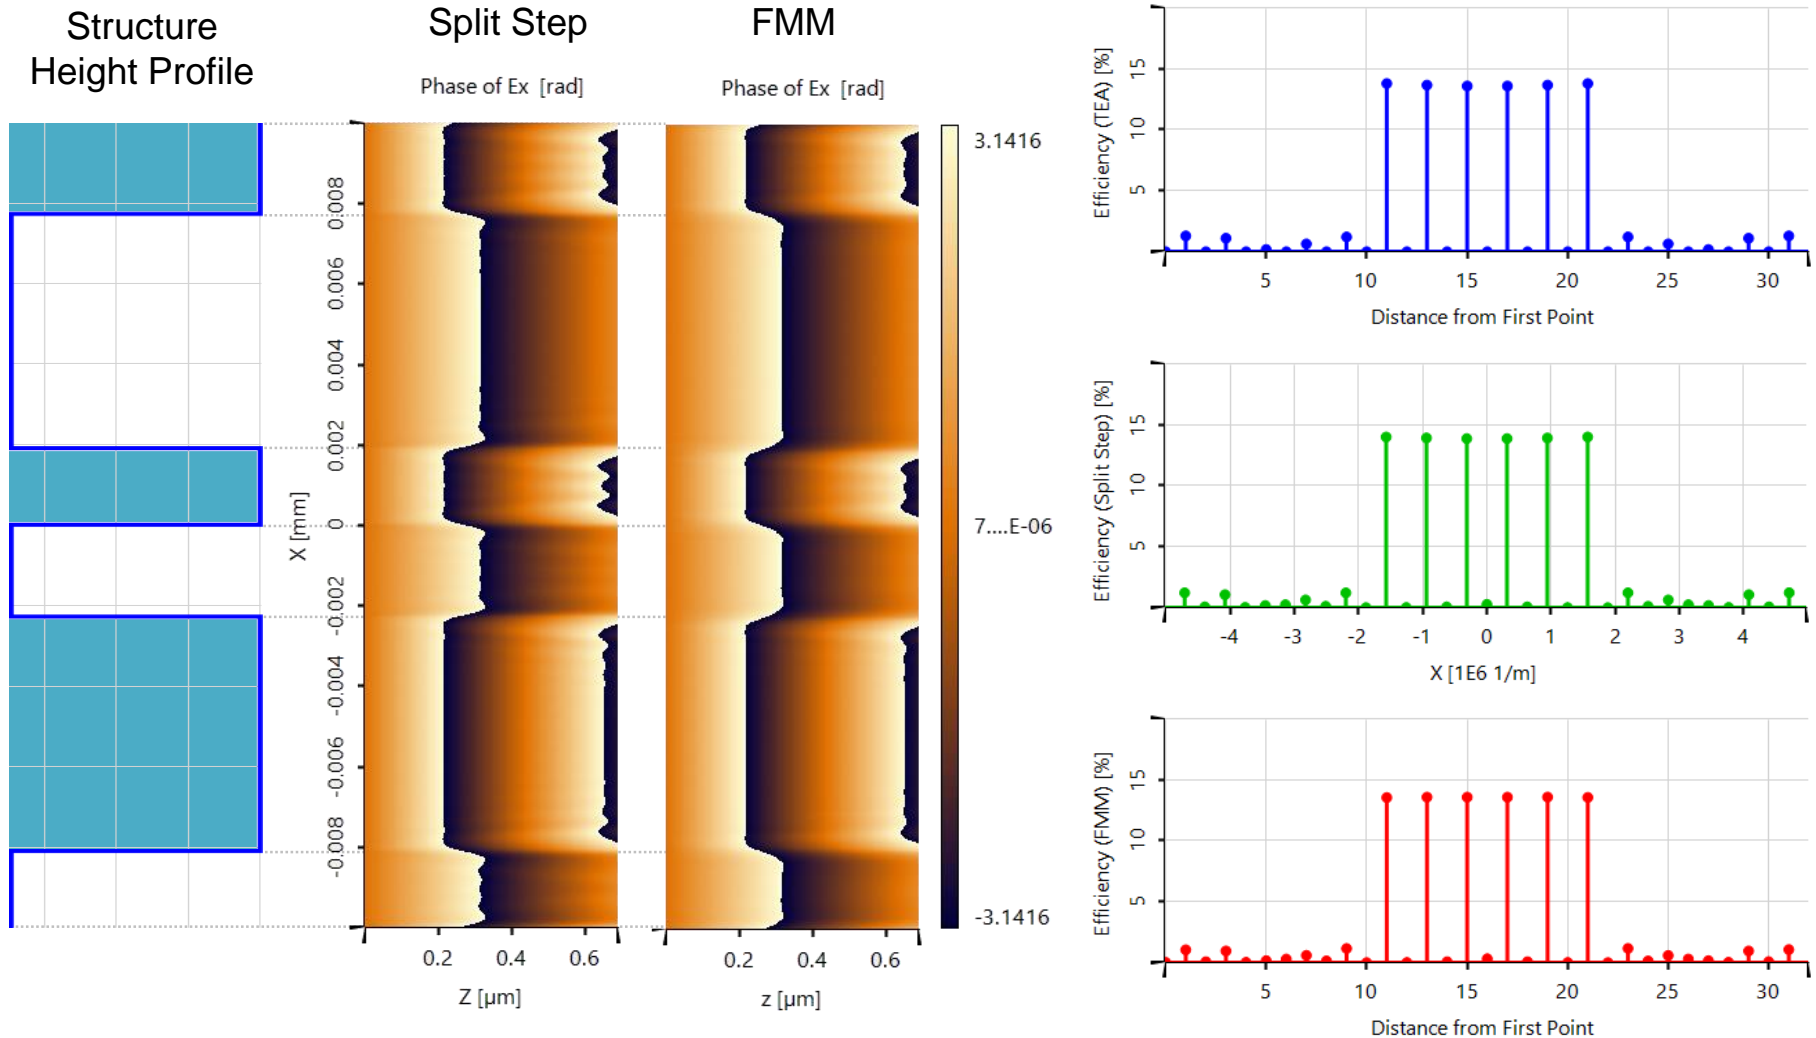 Structure
Height Profile
Split Step
FMM
Phase of Ex [rad]
Phase of Ex [rad]
X [mm]
0.008
0.006
0.004
0.002
0
-0.002
-0.004
-0.006
-0.008
0.2 0.4 0.6
Z [µm]
0.2 0.4 0.6
z [µm]
3.1416
7....E-06
-3.1416
Efficiency (TEA) [%]
15
10
5
5 10 15 20 25 30
Distance from First Point
Efficiency (Split Step) [%]
15
10
5
-4 -3 -2 -1 0 1 2 3 4
X [1E6 1/m]
Efficiency (FMM) [%]
15
10
5
5 10 15 20 25 30
Distance from First Point